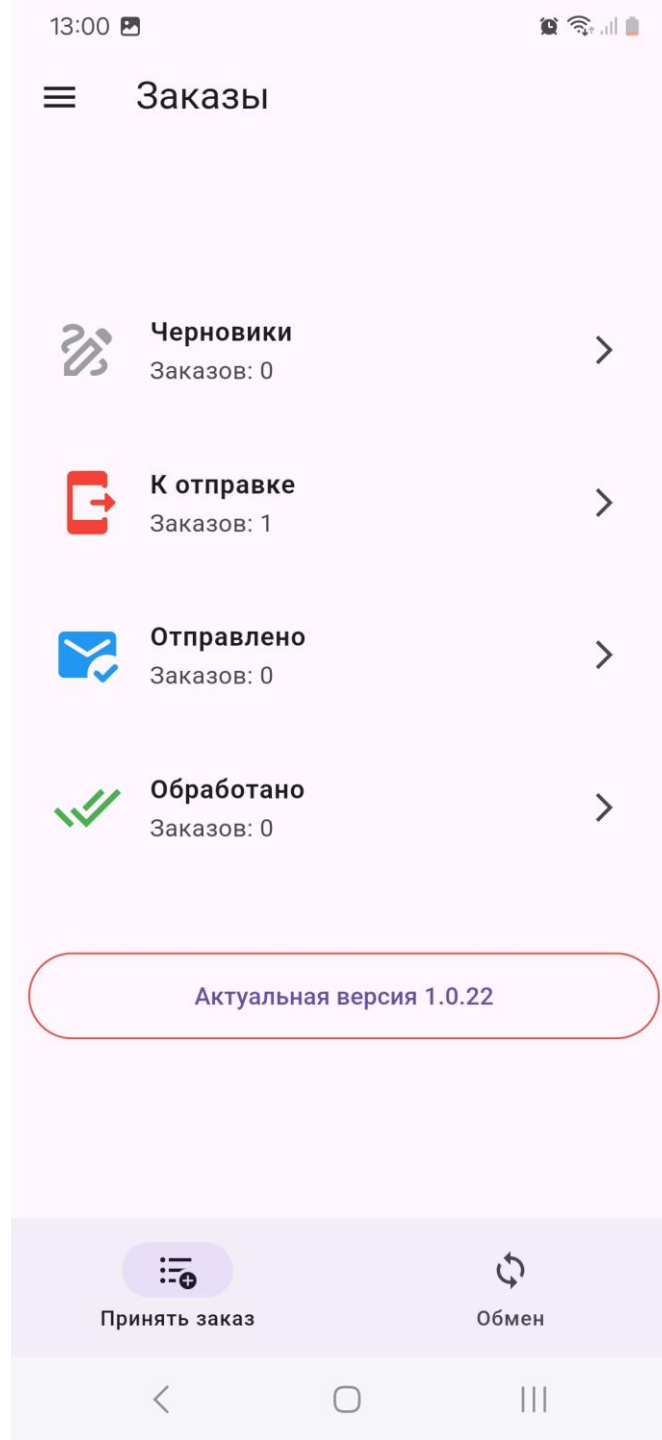 13:00
Заказы
Черновики
Заказов: 0
К отправке
Заказов: 1
Отправлено
Заказов: 0
Обработано
Заказов: 0
Актуальная версия 1.0.22
Принять заказ
Обмен